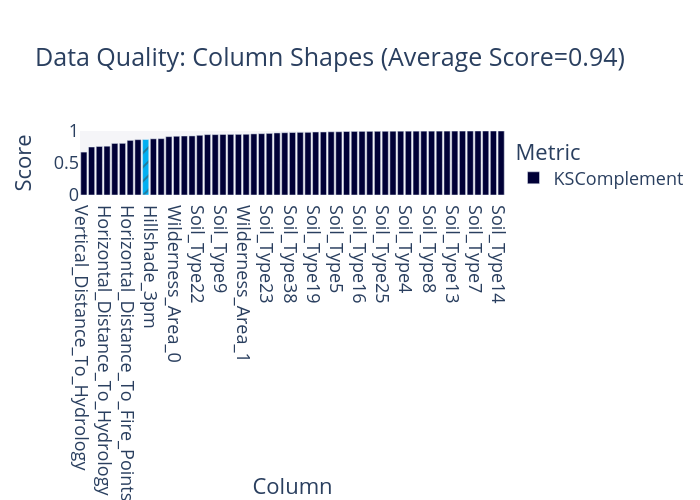 Data Quality: Column Shapes (Average Score=0.94)
Score
1
0.5
0
Metric
KSComplement
Vertical_Distance_To_Hydrology
Horizontal_Distance_To_Hydrology
Horizontal_Distance_To_Fire_Points
Hillshade_3pm
Wilderness_Area_0
Soil_Type22
Soil_Type9
Wilderness_Area_1
Soil_Type23
Soil_Type38
Soil_Type19
Soil_Type5
Soil_Type16
Soil_Type25
Soil_Type4
Soil_Type8
Soil_Type13
Soil_Type7
Soil_Type14
Column